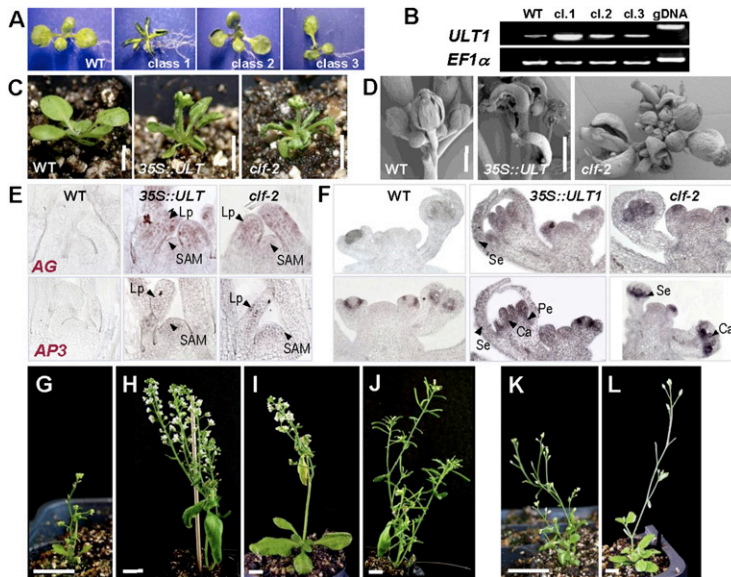 A
WT
class 1
class 2
class 3
B
WT cl.1 cl.2 cl.3 gDNA
ULT1
EF1α
C
WT
35S::ULT
clf-2
D
WT
35S::ULT
clf-2
E
WT 35S::ULT clf-2
Lp
SAM
Lp
SAM
AG
Lp
SAM
Lp
SAM
AP3
F
WT 35S::ULT1 clf-2
Se
Se
Ca
Pe
Se
Ca
G
H
I
J
K
L